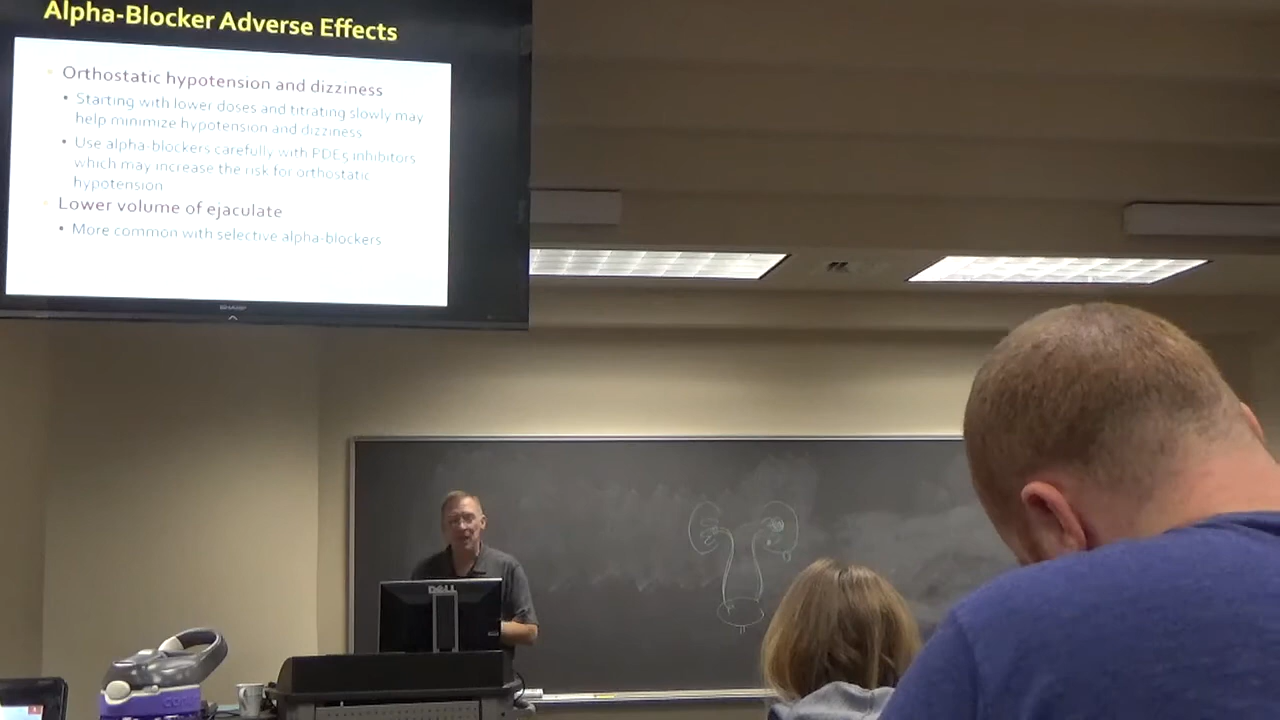 Alpha-Blocker Adverse Effects
Orthostatic hypotension and dizziness
Starting with lower doses and titrating slowly may
help minimize hypotension and dizziness
Use alpha-blockers carefully with PDE5 inhibitors
which may increase the risk for orthostatic
hypotension
Lower volume of ejaculate
More common with selective alpha-blockers
SHARP
DELL